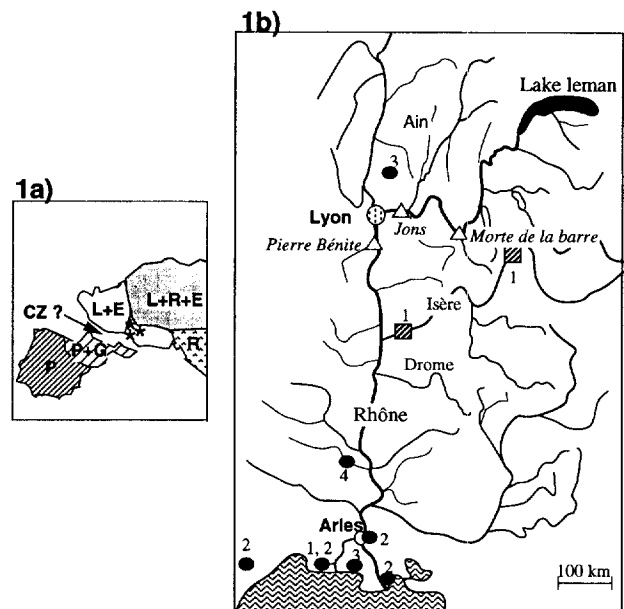 1b)
Lake leman
Ain
3
1a)
Lyon
Jons
Pierre Bénite
Morte de la barre
L+R+E
L+E
1
CZ ?
1
Isère
R
P+G
P
Drome
Rhône
4
Arles
2
2
1, 2
3
2
100 km